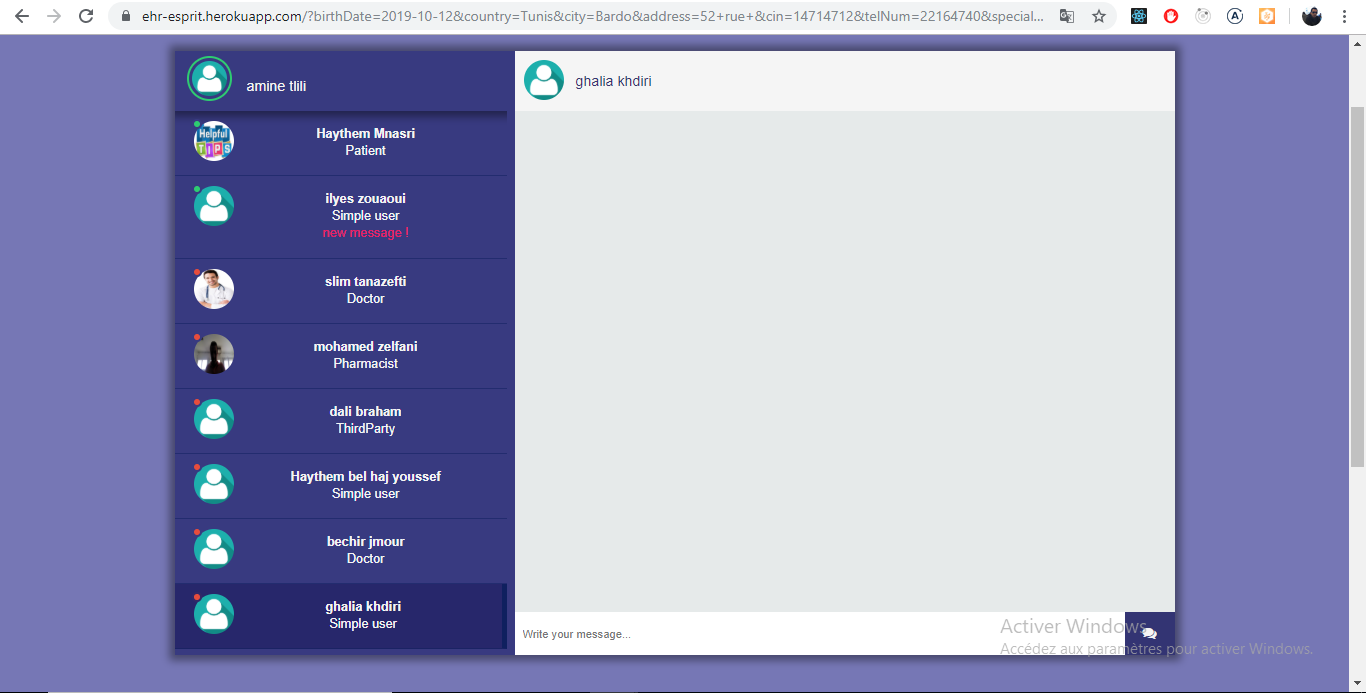 ehr-esprit.herokuapp.com/?birthDate=2019-10-12&country=Tunis&city=Bardo&address=52+rue+&cin=14714712&telNum=22164740&special...
amine tlili
ghalia khdiri
Helpful
TIPS
Haythem Mnasri
Patient
ilyes zouaoui
Simple user
new message !
slim tanazefti
Doctor
mohamed zelfani
Pharmacist
dali braham
ThirdParty
Haythem bel haj youssef
Simple user
bechir jmour
Doctor
ghalia khdiri
Simple user
Write your message...
Activer Windows
Accédez aux paramètres pour activer Windows.